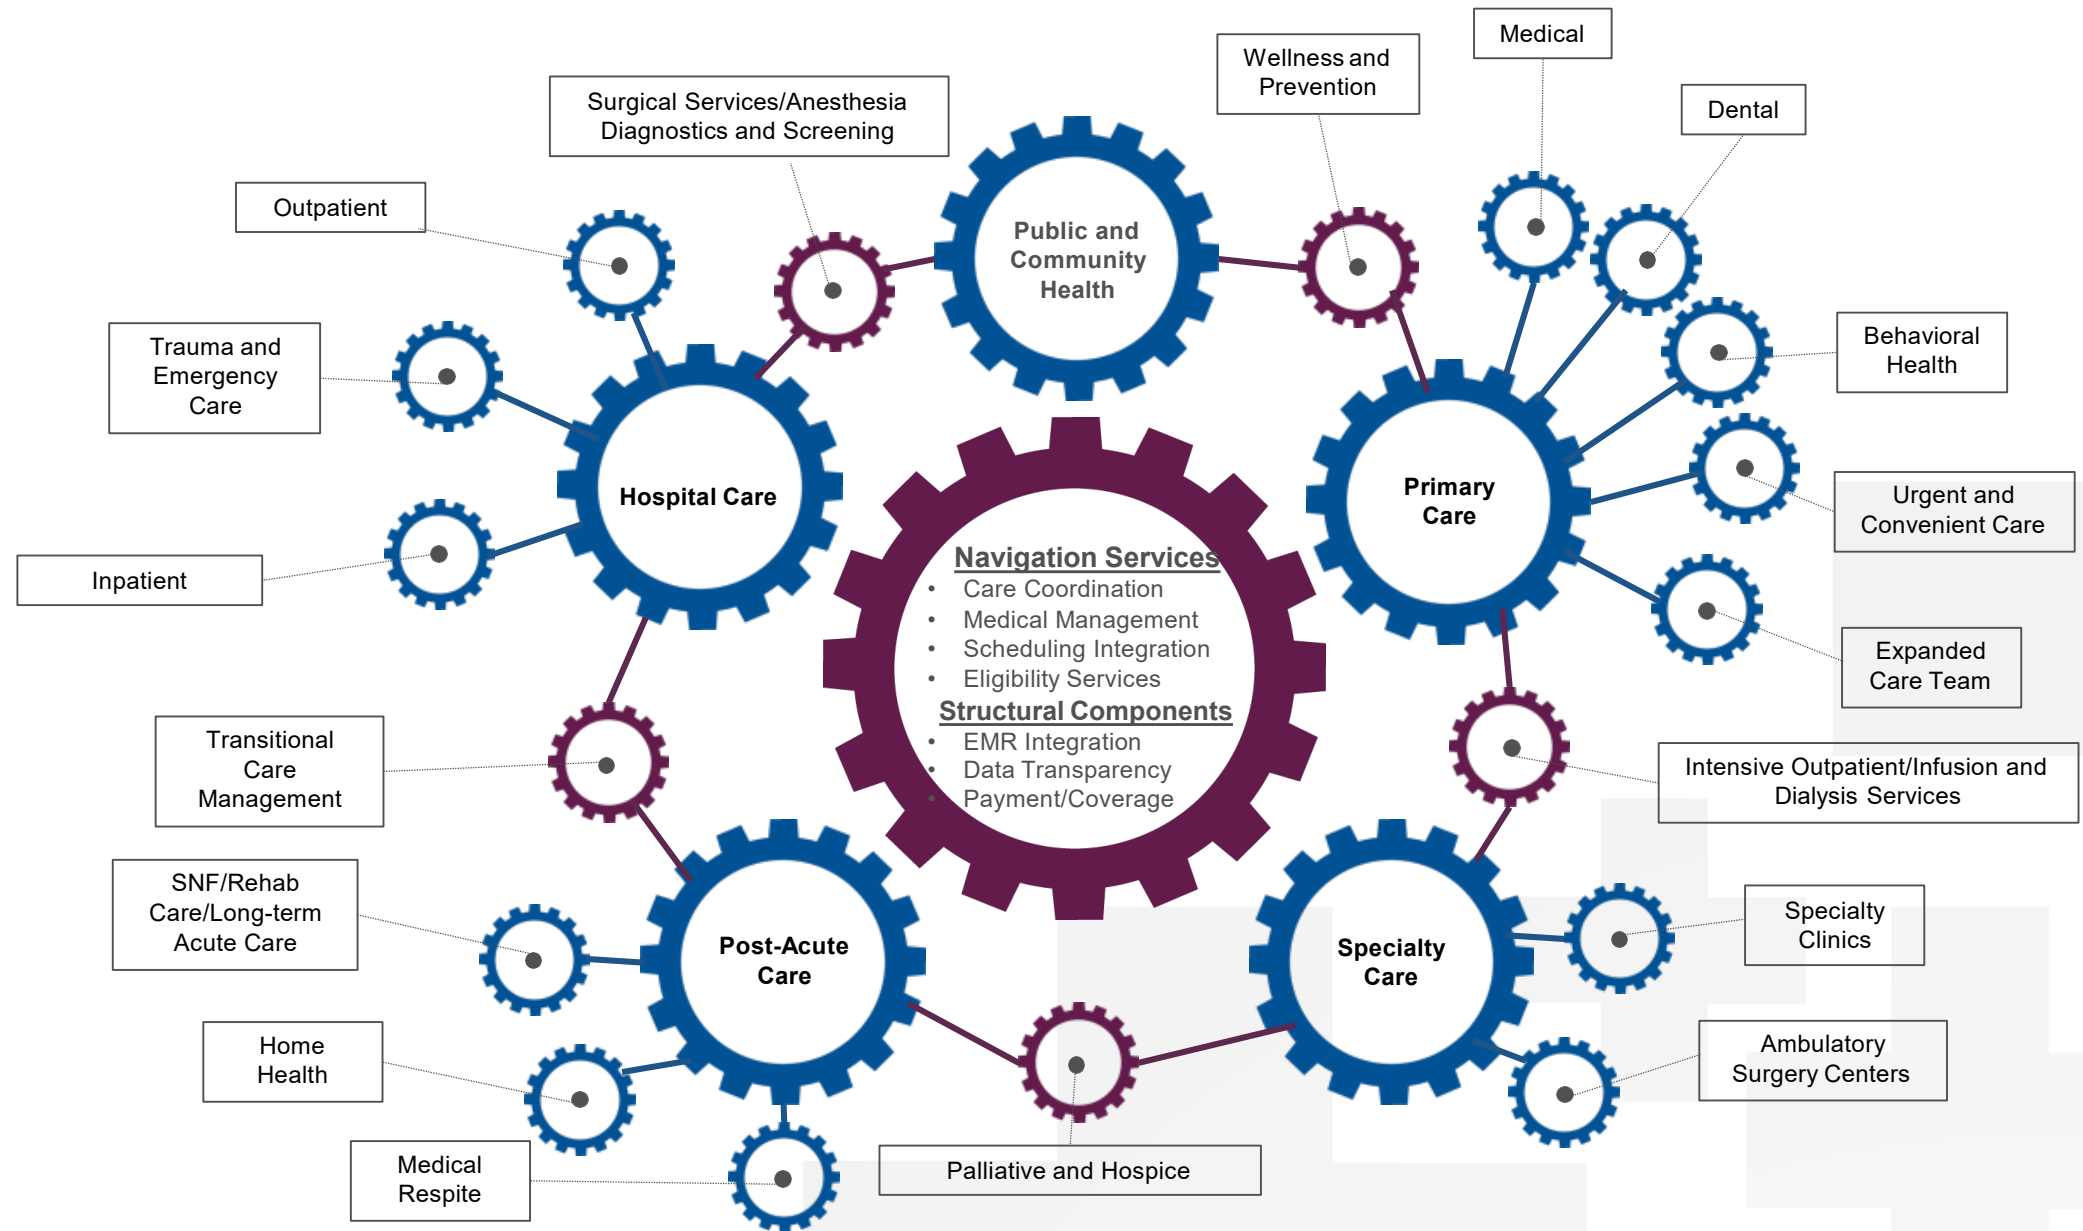 Medical
Wellness and
Prevention
Surgical Services/Anesthesia
Diagnostics and Screening
Dental
Outpatient
Public and
Community
Health
Trauma and
Emergency
Care
Behavioral
Health
Hospital Care
Primary
Care
Urgent and
Convenient Care
Inpatient
Navigation Services
• Care Coordination
• Medical Management
• Scheduling Integration
• Eligibility Services
Structural Components
• EMR Integration
• Data Transparency
• Payment/Coverage
Expanded
Care Team
Transitional
Care
Management
Intensive Outpatient/Infusion and
Dialysis Services
SNF/Rehab
Care/Long-term
Acute Care
Post-Acute
Care
Specialty
Care
Specialty
Clinics
Home
Health
Ambulatory
Surgery Centers
Medical
Respite
Palliative and Hospice